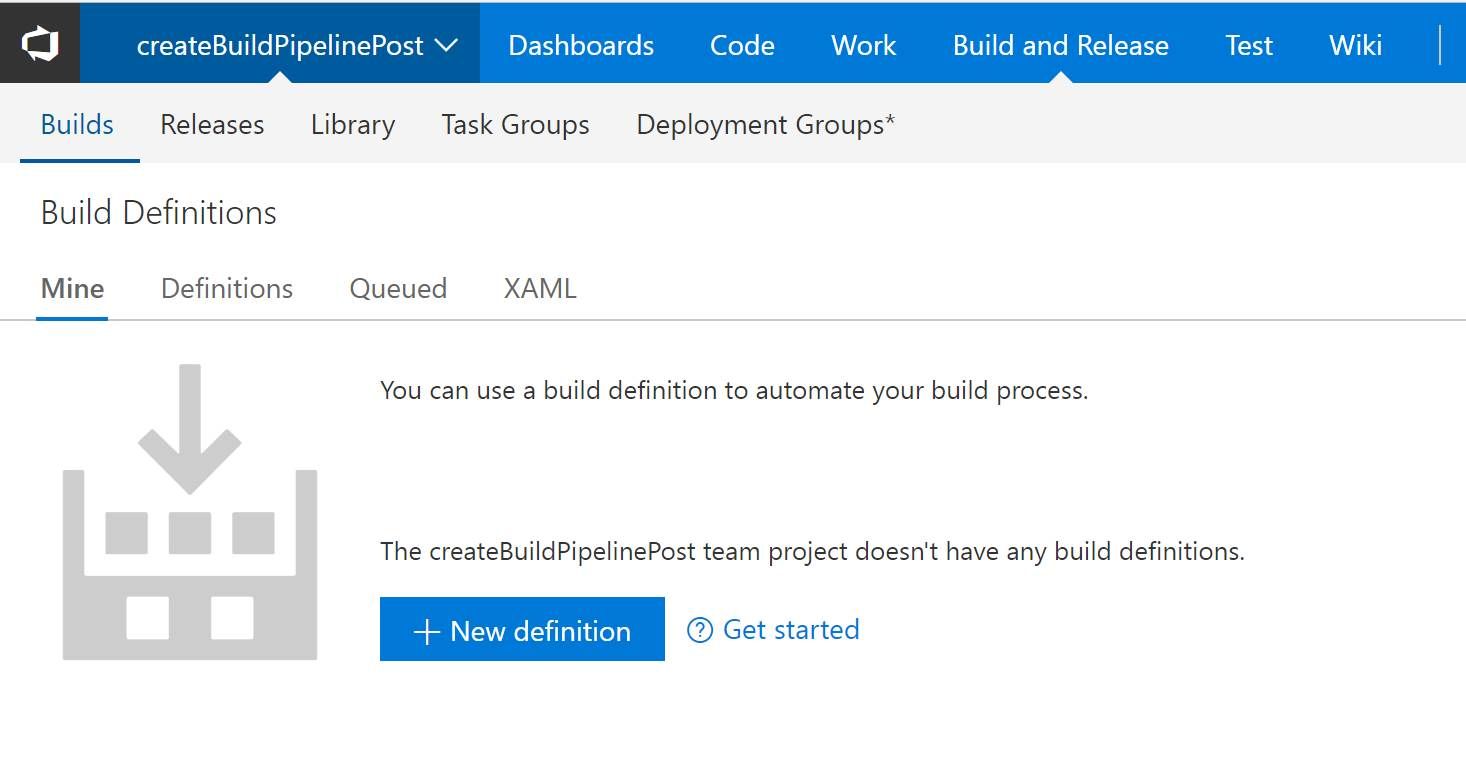 createBuildPipelinePost Dashboards Code Work Build and Release Test Wiki
Builds Releases Library Task Groups Deployment Groups*
Build Definitions
Mine Definitions Queued XAML
You can use a build definition to automate your build process.
The createBuildPipelinePost team project doesn't have any build definitions.
+ New definition ? Get started